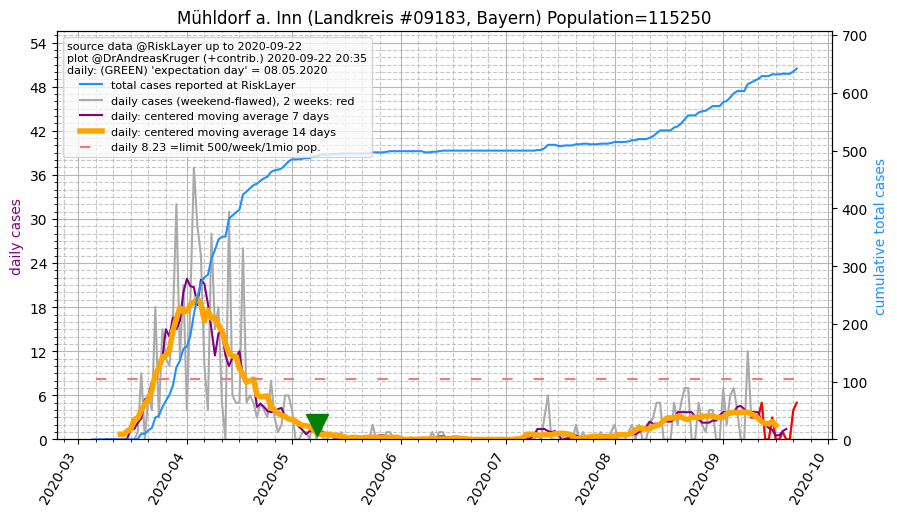 Mühldorf a. Inn (Landkreis #09183, Bayern) Population=115250
source data @RiskLayer up to 2020-09-22
plot @DrAndreasKruger (+contrib.) 2020-09-22 20:35
daily: (GREEN) 'expectation day' = 08.05.2020
total cases reported at RiskLayer
daily cases (weekend-flawed), 2 weeks: red
daily: centered moving average 7 days
daily: centered moving average 14 days
daily 8.23 =limit 500/week/1mio pop.
daily cases
54
48
42
36
30
24
18
12
6
0
cumulative total cases
700
600
500
400
300
200
100
0
2020-03
2020-04
2020-05
2020-06
2020-07
2020-08
2020-09
2020-10